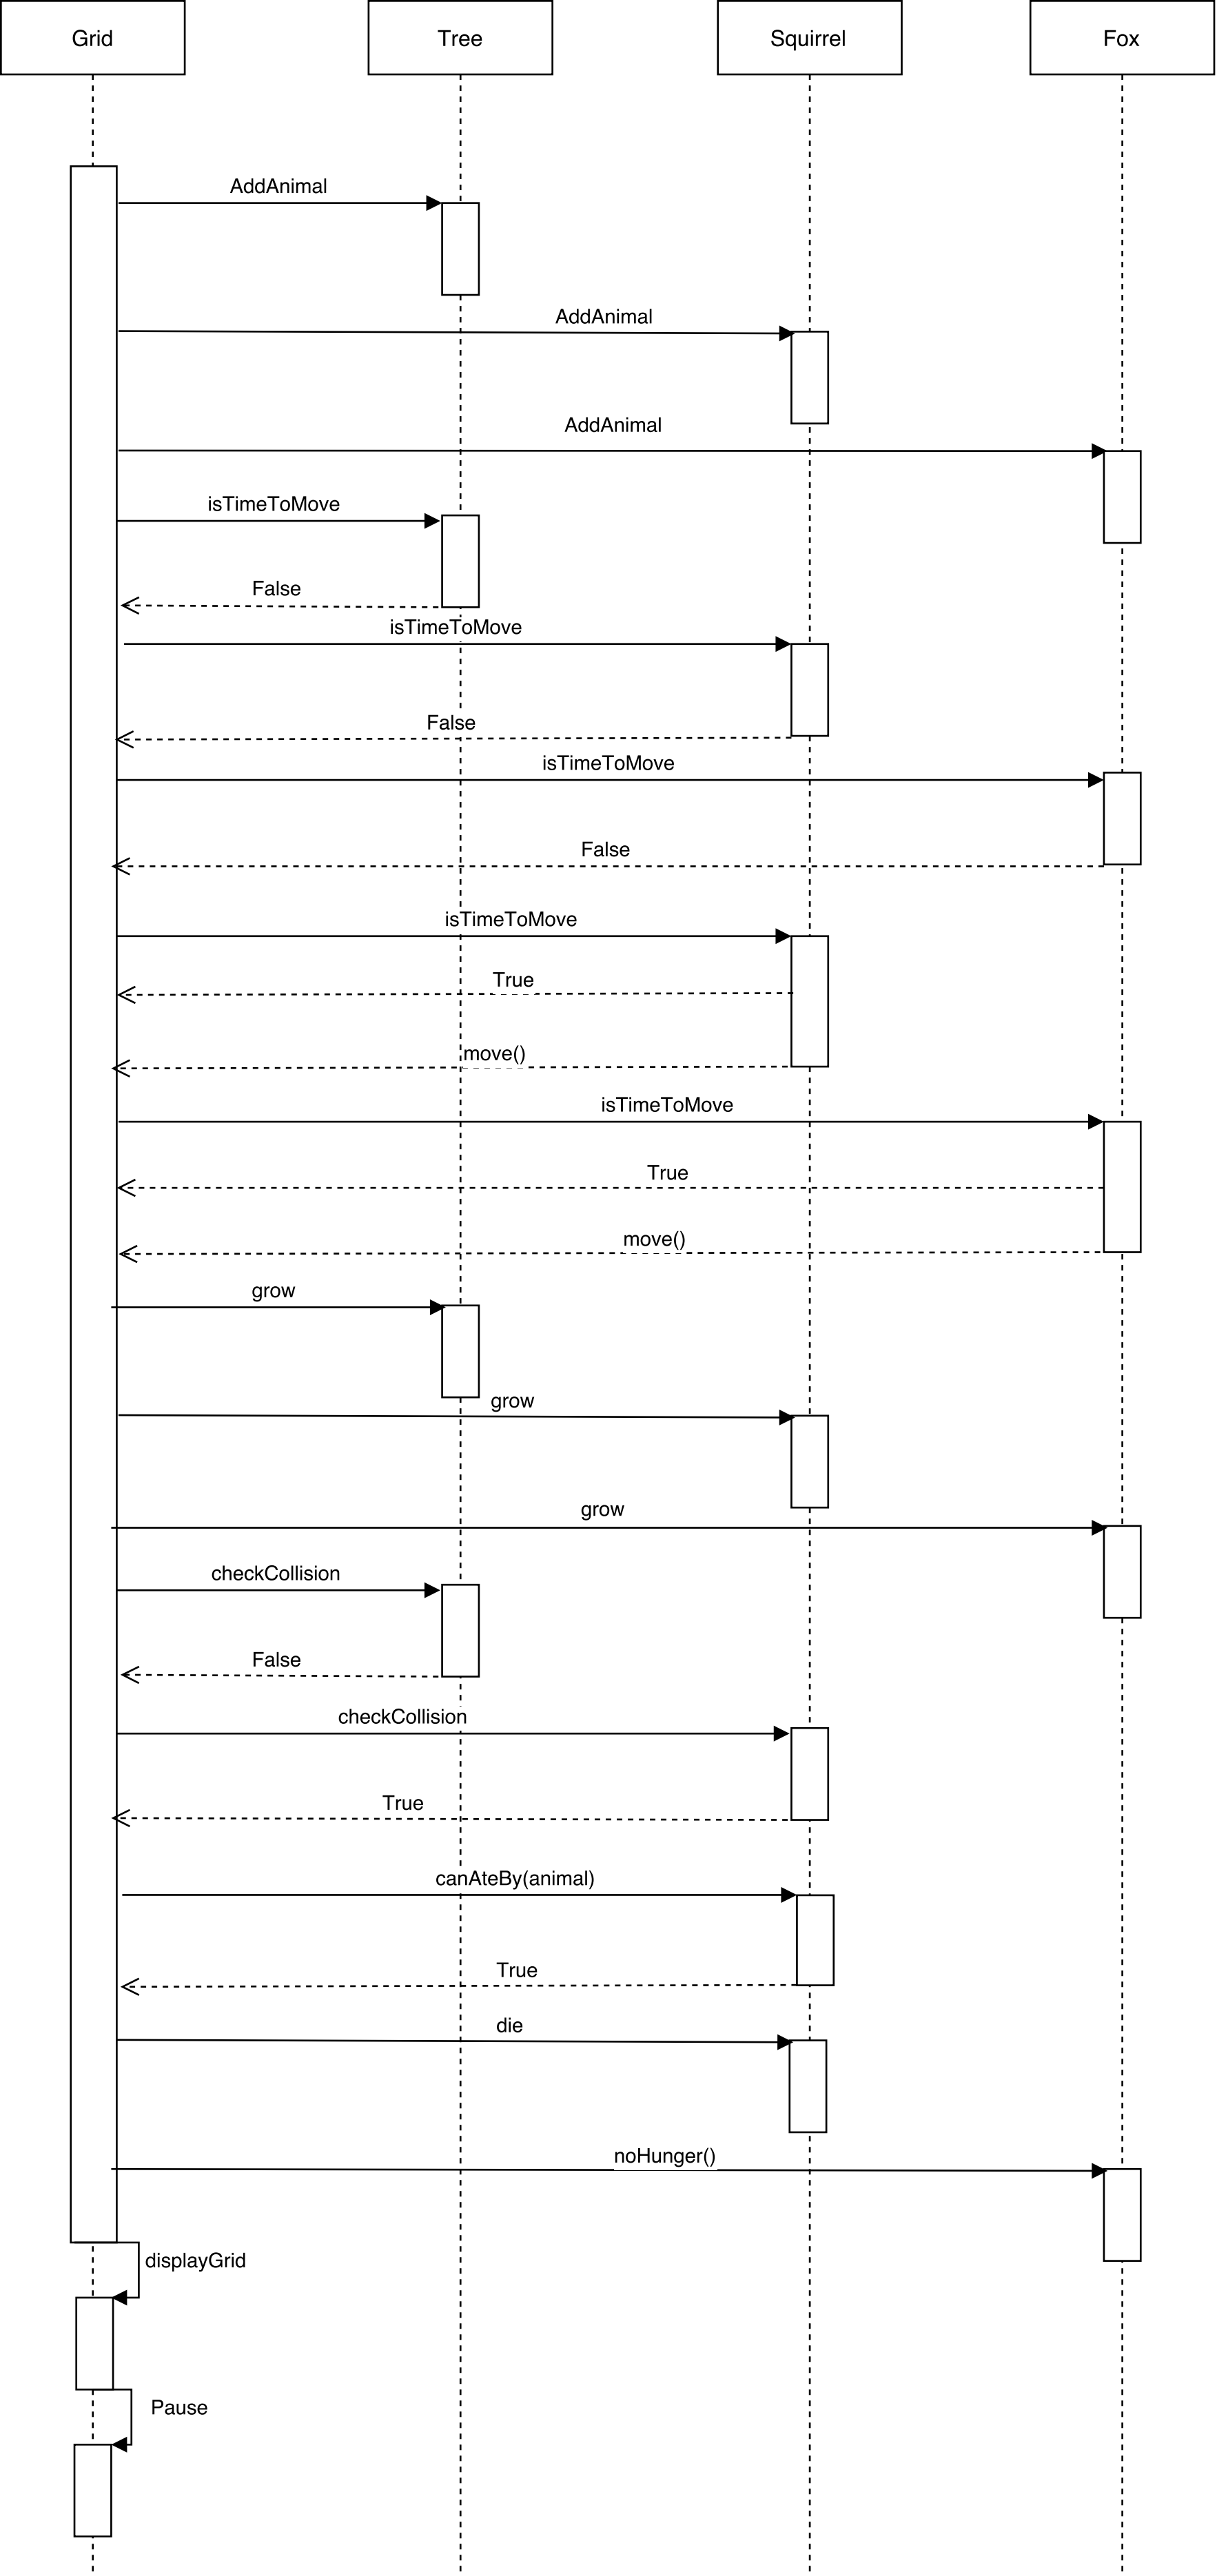 Grid
Tree
Squirrel
Fox
AddAnimal
AddAnimal
AddAnimal
isTimeToMove
False
isTimeToMove
False
isTimeToMove
False
isTimeToMove
True
move()
isTimeToMove
True
move()
grow
grow
grow
checkCollision
False
checkCollision
True
canAteBy(animal)
True
die
noHunger()
displayGrid
Pause